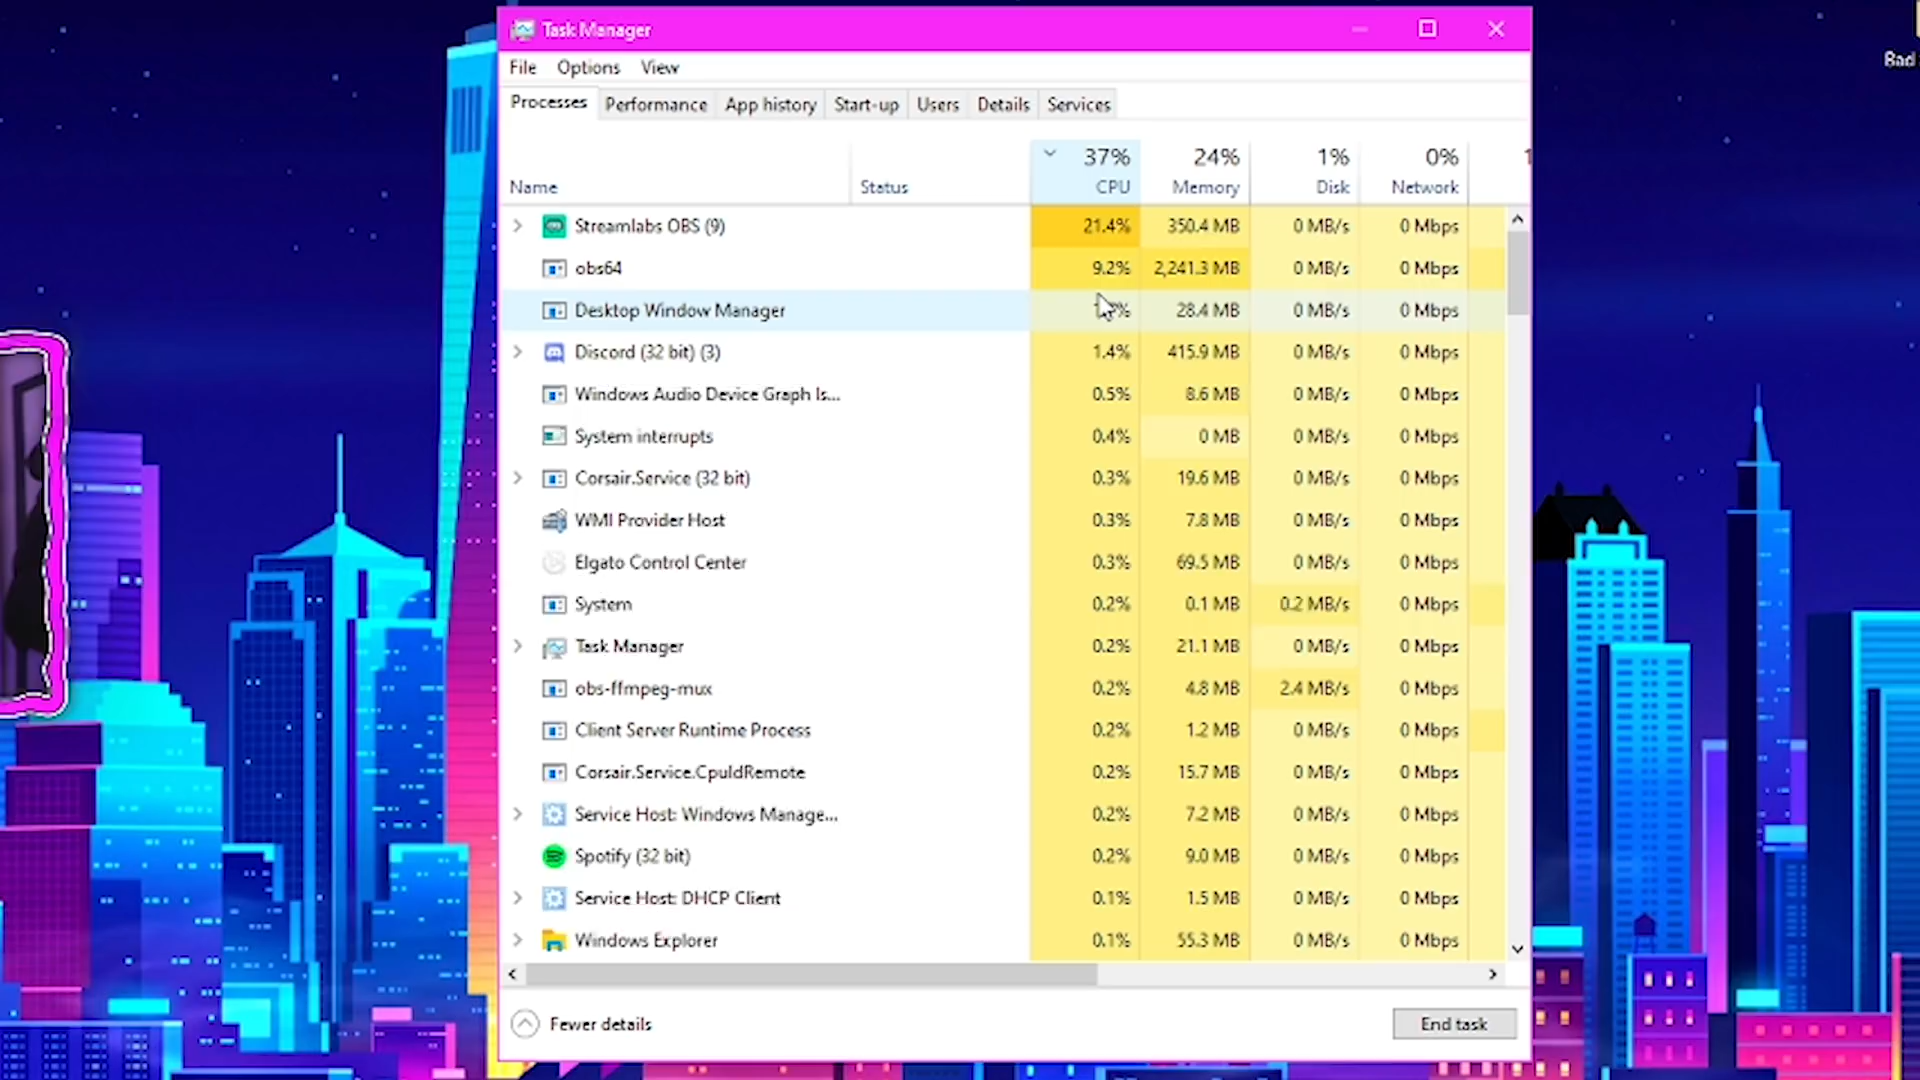 Bad
Task Manager
File Options View
Processes Performance App history Start-up Users Details Services
37% 24% 1% 0%
Name Status CPU Memory Disk Network
Streamlabs OBS (9) 21.4% 350.4 MB 0 MB/s 0 Mbps
obs64 9.2% 2,241.3 MB 0 MB/s 0 Mbps
Desktop Window Manager 28.4 MB 0 MB/s 0 Mbps
Discord (32 bit) (3) 1.4% 415.9 MB 0 MB/s 0 Mbps
Windows Audio Device Graph Is... 0.5% 8.6 MB 0 MB/s 0 Mbps
System interrupts 0.4% 0 MB 0 MB/s 0 Mbps
Corsair.Service (32 bit) 0.3% 19.6 MB 0 MB/s 0 Mbps
WMI Provider Host 0.3% 7.8 MB 0 MB/s 0 Mbps
Elgato Control Center 0.3% 69.5 MB 0 MB/s 0 Mbps
System 0.2% 0.1 MB 0.2 MB/s 0 Mbps
Task Manager 0.2% 21.1 MB 0 MB/s 0 Mbps
obs-ffmpeg-mux 0.2% 4.8 MB 2.4 MB/s 0 Mbps
Client Server Runtime Process 0.2% 1.2 MB 0 MB/s 0 Mbps
Corsair.Service.CpuIdRemote 0.2% 15.7 MB 0 MB/s 0 Mbps
Service Host: Windows Manage... 0.2% 7.2 MB 0 MB/s 0 Mbps
Spotify (32 bit) 0.2% 9.0 MB 0 MB/s 0 Mbps
Service Host: DHCP Client 0.1% 1.5 MB 0 MB/s 0 Mbps
Windows Explorer 0.1% 55.3 MB 0 MB/s 0 Mbps
Fewer details End task